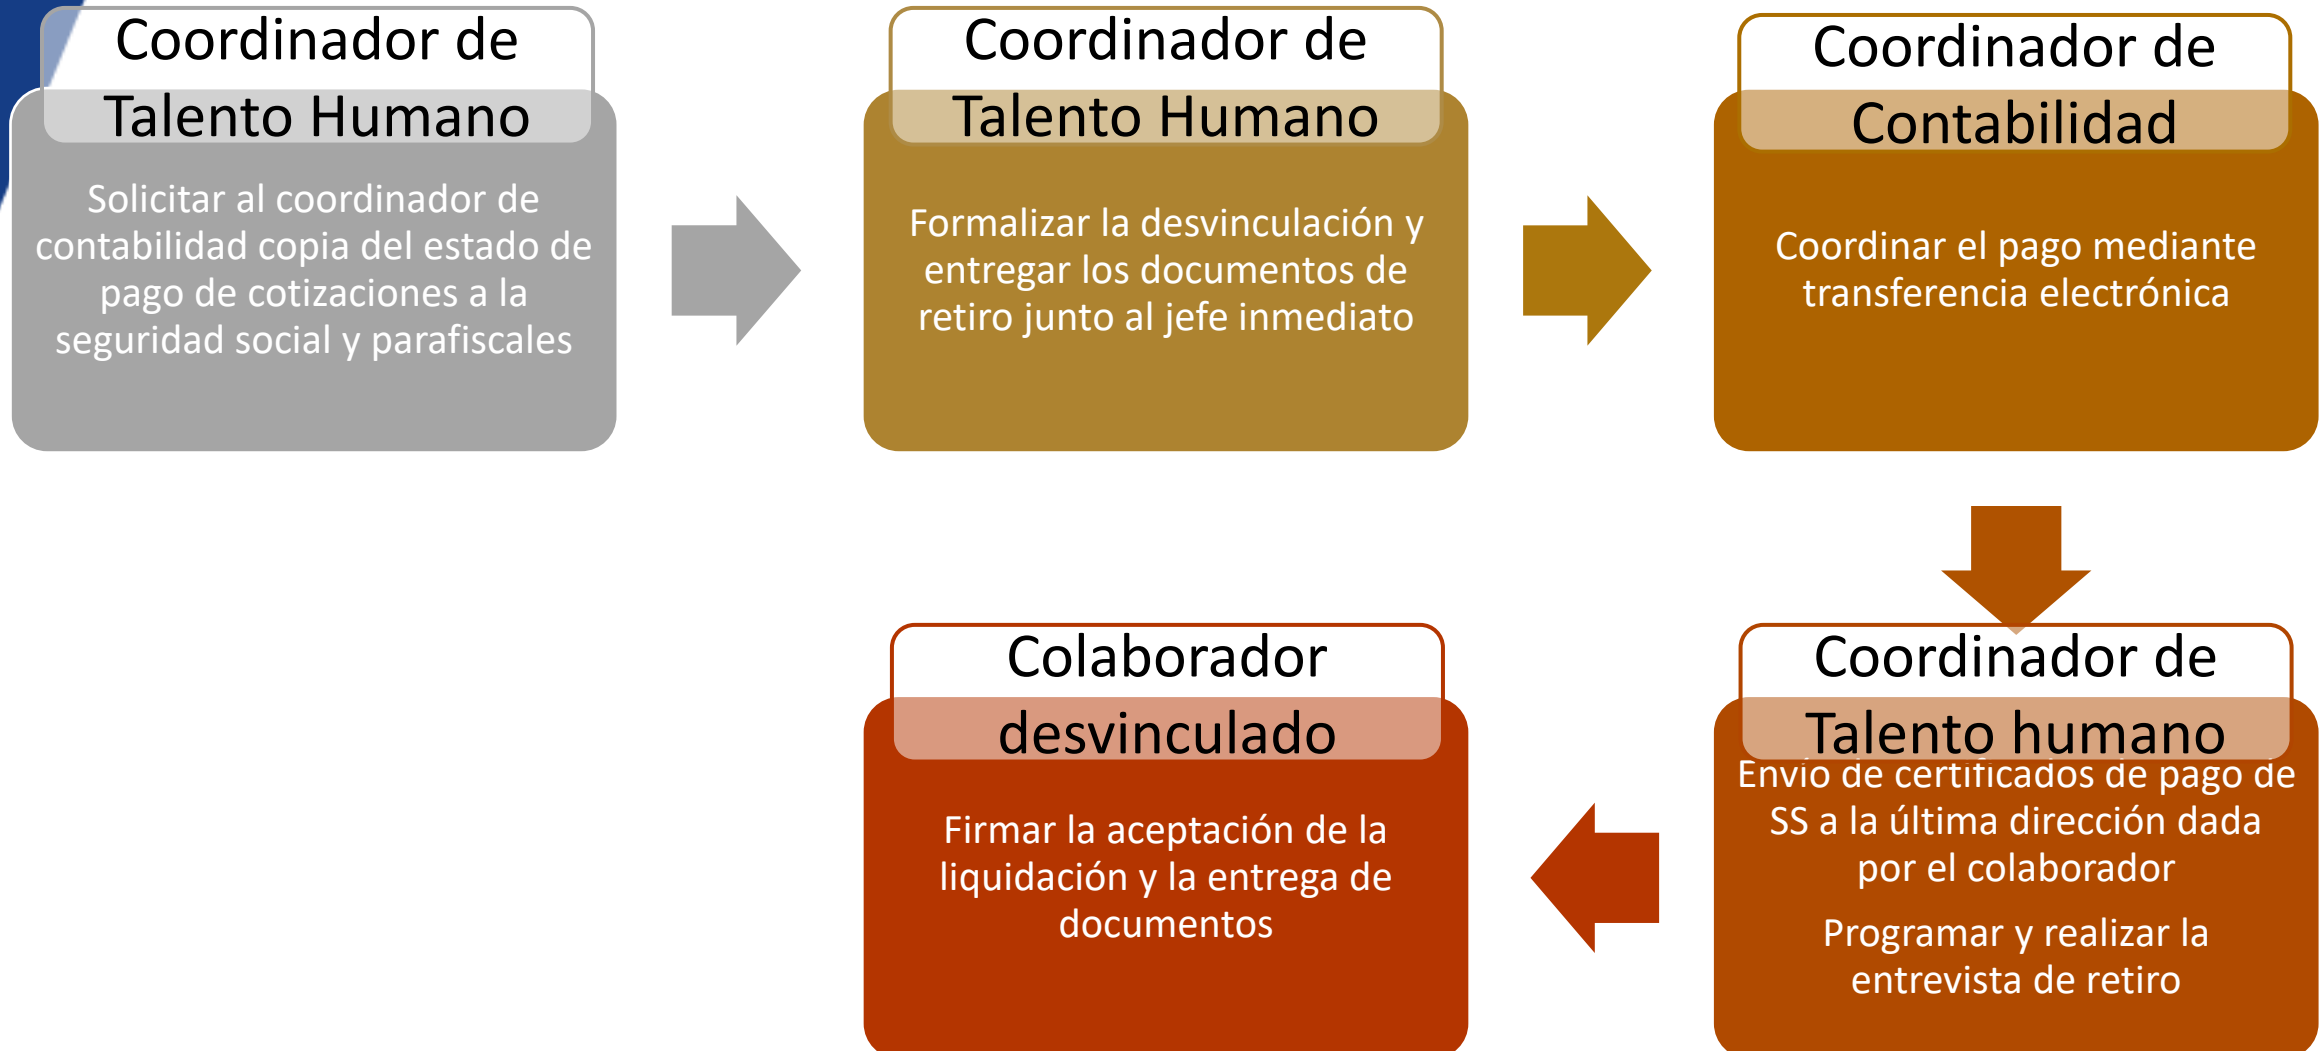 Coordinador de
Talento Humano
Solicitar al coordinador de
contabilidad copia del estado de
pago de cotizaciones a la
seguridad social y parafiscales
Coordinador de
Talento Humano
Formalizar la desvinculación y
entregar los documentos de
retiro junto al jefe inmediato
Coordinador de
Contabilidad
Coordinar el pago mediante
transferencia electrónica
Coordinador de
Talento humano
Envío de certificados de pago de
SS a la última dirección dada
por el colaborador
Programar y realizar la
entrevista de retiro
Colaborador
desvinculado
Firmar la aceptación de la
liquidación y la entrega de
documentos